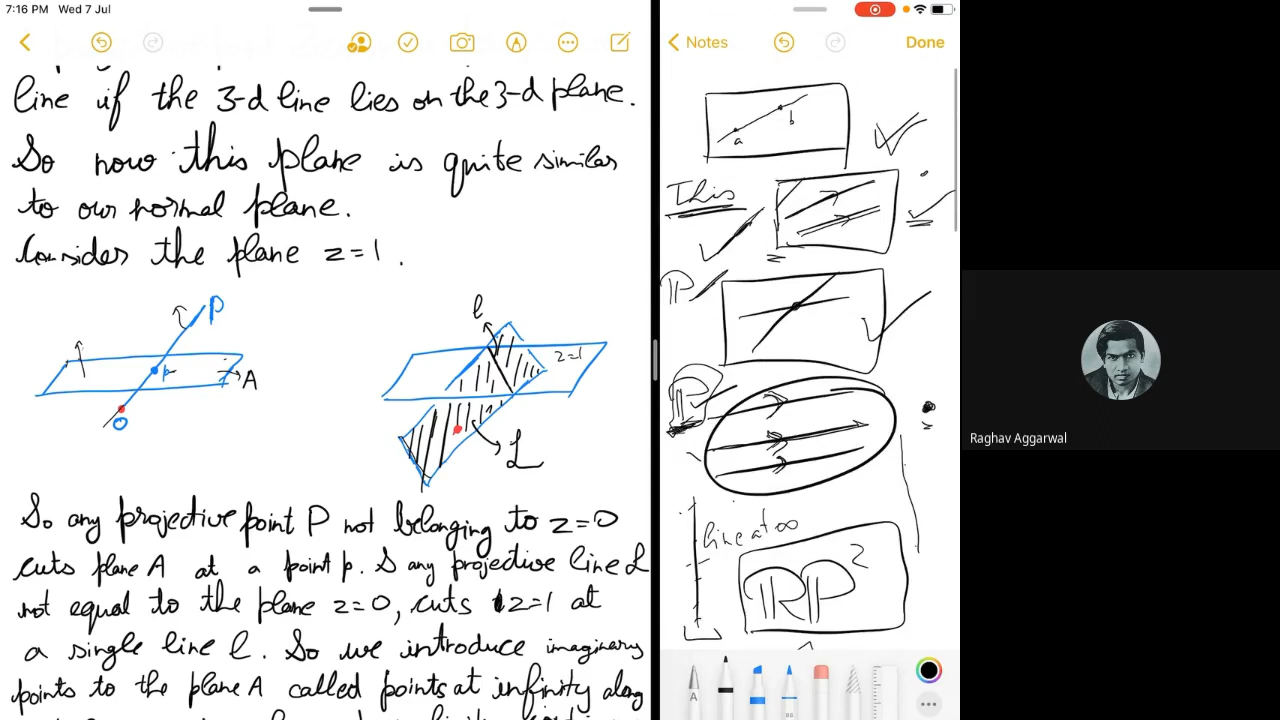 7:16 PM Wed 7 Jul
line if the 3-d line lies on the 3-d plane.
So now this plane is quite similar
to our normal plane.
Consider the plane z=1.
P
p
A
O
l
z=1
L
So any projective point P not belonging to z=0
cuts plane A at a point p. S any projective line L
not equal to the plane z=0, cuts z=1 at
a single line l. So we introduce imaginary
points to the plane A called points at infinity along
Notes
Done
a
b
This
P
P
line at ∞
RP²
A
Raghav Aggarwal